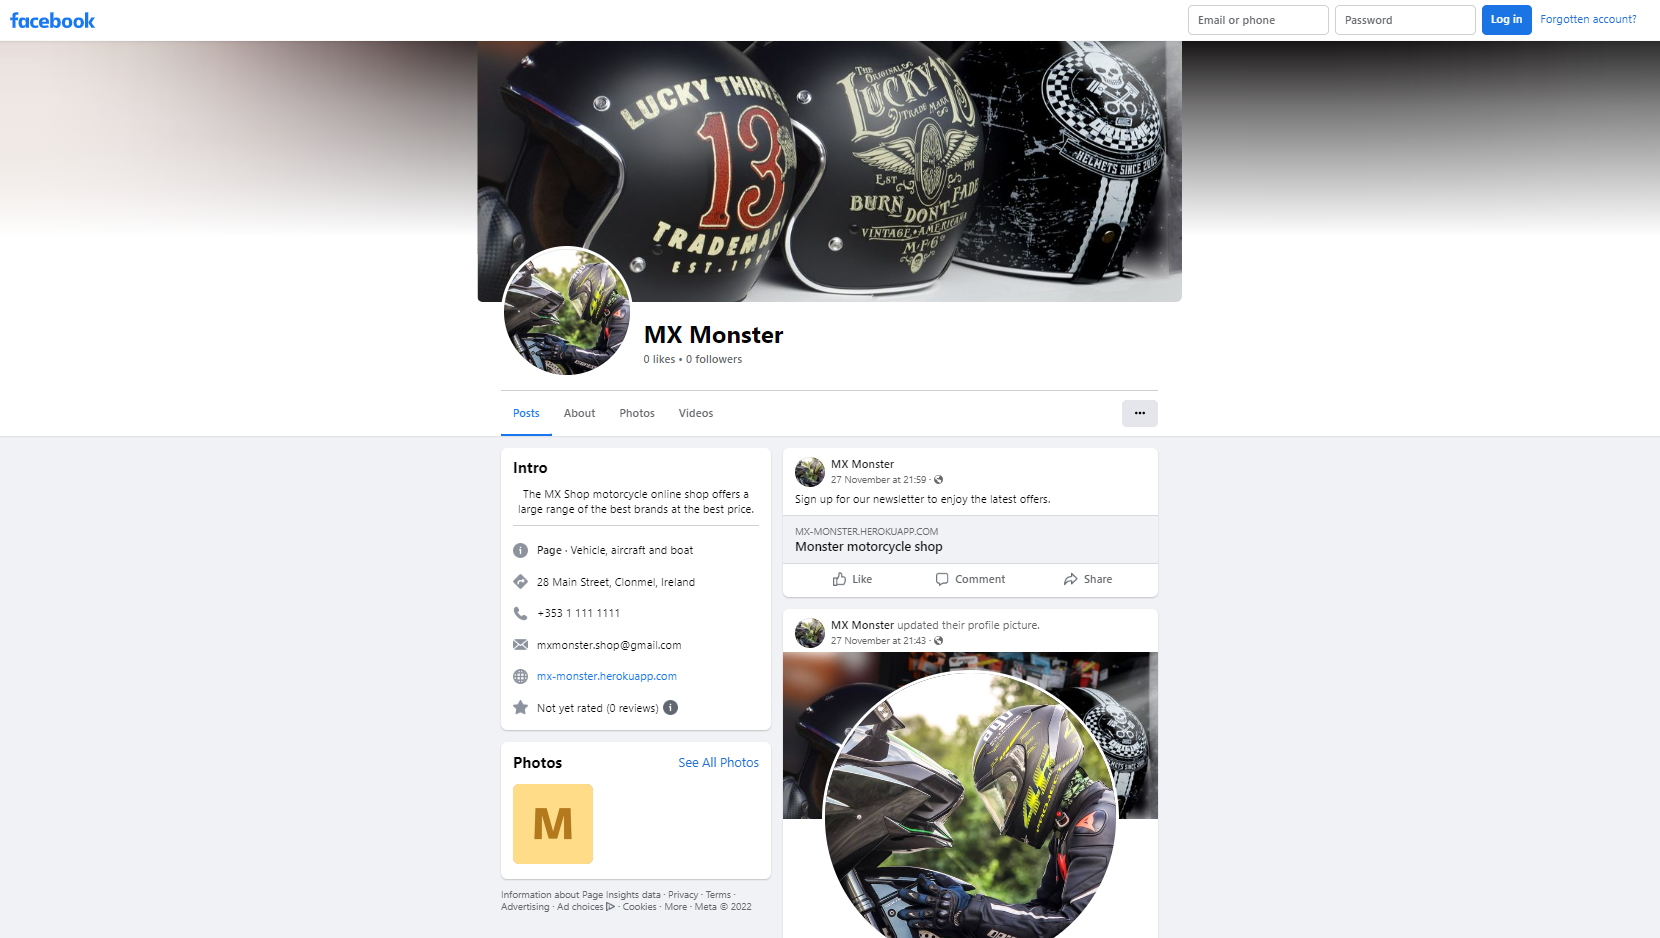 facebook
Email or phone
Password
Log in
Forgotten account?
LUCKY THIRTE
13
TRADEMAR
EST. 199
THE ORIGINAL
LUCKY
TRADE MARK
EST 1991
BURN DON'T FADE
VINTAGE AMERICANA
M-F-G
ORIGINE
HELMETS SINCE
MX Monster
0 likes • 0 followers
Posts
About
Photos
Videos
Intro
The MX Shop motorcycle online shop offers a
large range of the best brands at the best price.
Page · Vehicle, aircraft and boat
28 Main Street, Clonmel, Ireland
+353 1 111 1111
mxmonster.shop@gmail.com
mx-monster.herokuapp.com
Not yet rated (0 reviews)
Photos
See All Photos
M
Information about Page Insights data · Privacy · Terms ·
Advertising · Ad choices · Cookies · More · Meta © 2022
MX Monster
27 November at 21:59 ·
Sign up for our newsletter to enjoy the latest offers.
MX-MONSTER.HEROKUAPP.COM
Monster motorcycle shop
Like
Comment
Share
MX Monster updated their profile picture.
27 November at 21:43 ·
agv